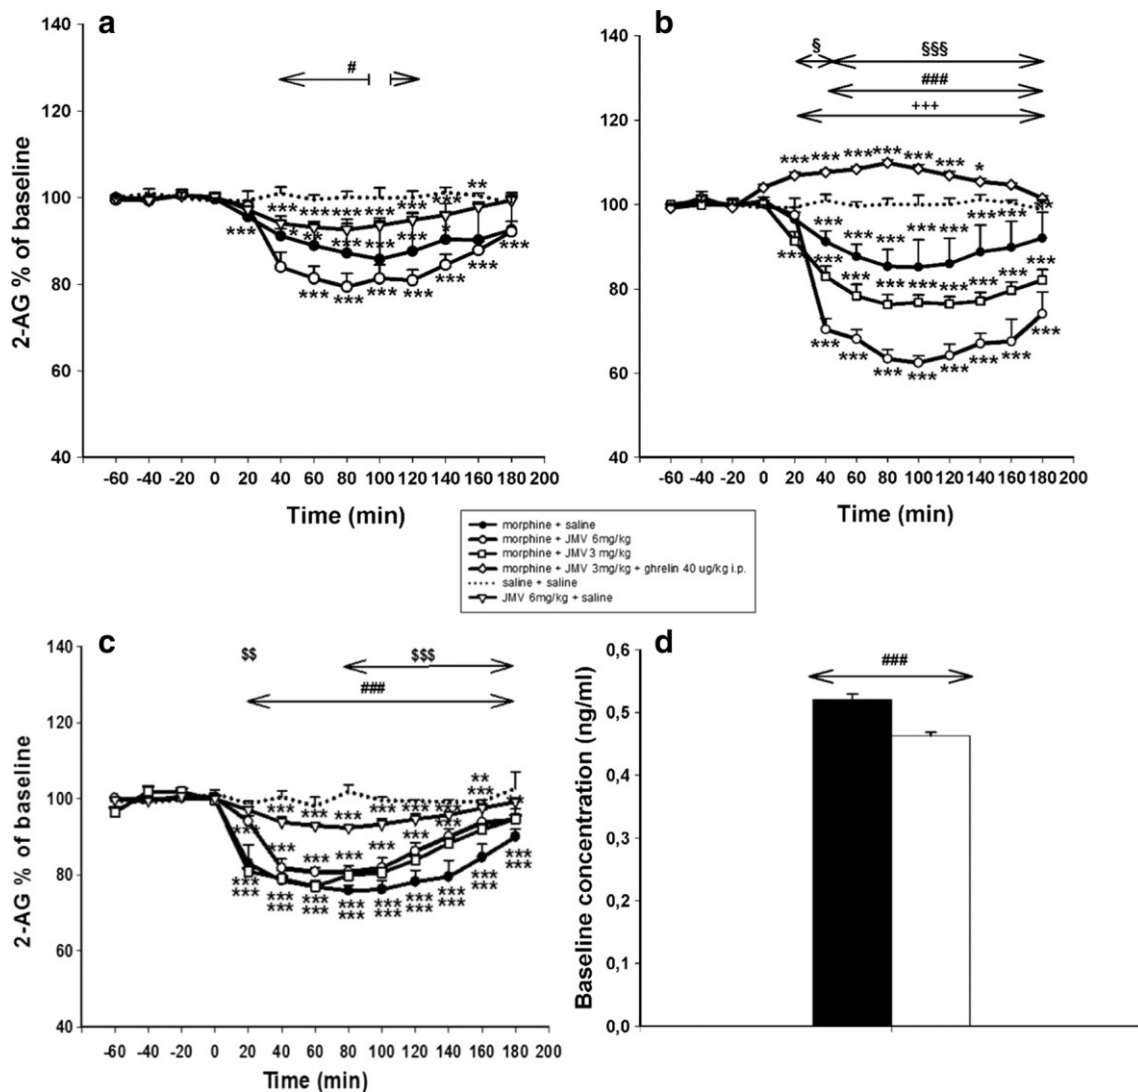 a
140
120
100
80
60
40
2-AG % of baseline
#
***
***
***
***
***
***
**
***
**
**
***
***
*
***
***
***
***
***
***
***
-60 -40 -20 0 20 40 60 80 100 120 140 160 180 200
Time (min)
b
140
120
100
80
60
40
§ §§§
###
+++
*** *** *** *** *** *** *
*** *** *** *** *** *** *** **
*** *** *** *** *** *** *** *** ***
*** *** *** *** *** *** *** ***
-60 -40 -20 0 20 40 60 80 100 120 140 160 180 200
Time (min)
morphine + saline
morphine + JMV 6mg/kg
morphine + JMV 3 mg/kg
morphine + JMV 3mg/kg + ghrelin 40 ug/kg i.p.
saline + saline
JMV 6mg/kg + saline
c
140
120
100
80
60
40
2-AG % of baseline
$$ $$$
###
**
***
*** *** *** *** *** ***
*** *** *** *** *** *** ***
*** *** *** *** *** *** *** *** ***
*** *** *** *** *** *** *** *** ***
-60 -40 -20 0 20 40 60 80 100 120 140 160 180 200
Time (min)
d
0,6
0,5
0,4
0,3
0,2
0,1
0,0
Baseline concentration (ng/ml)
###